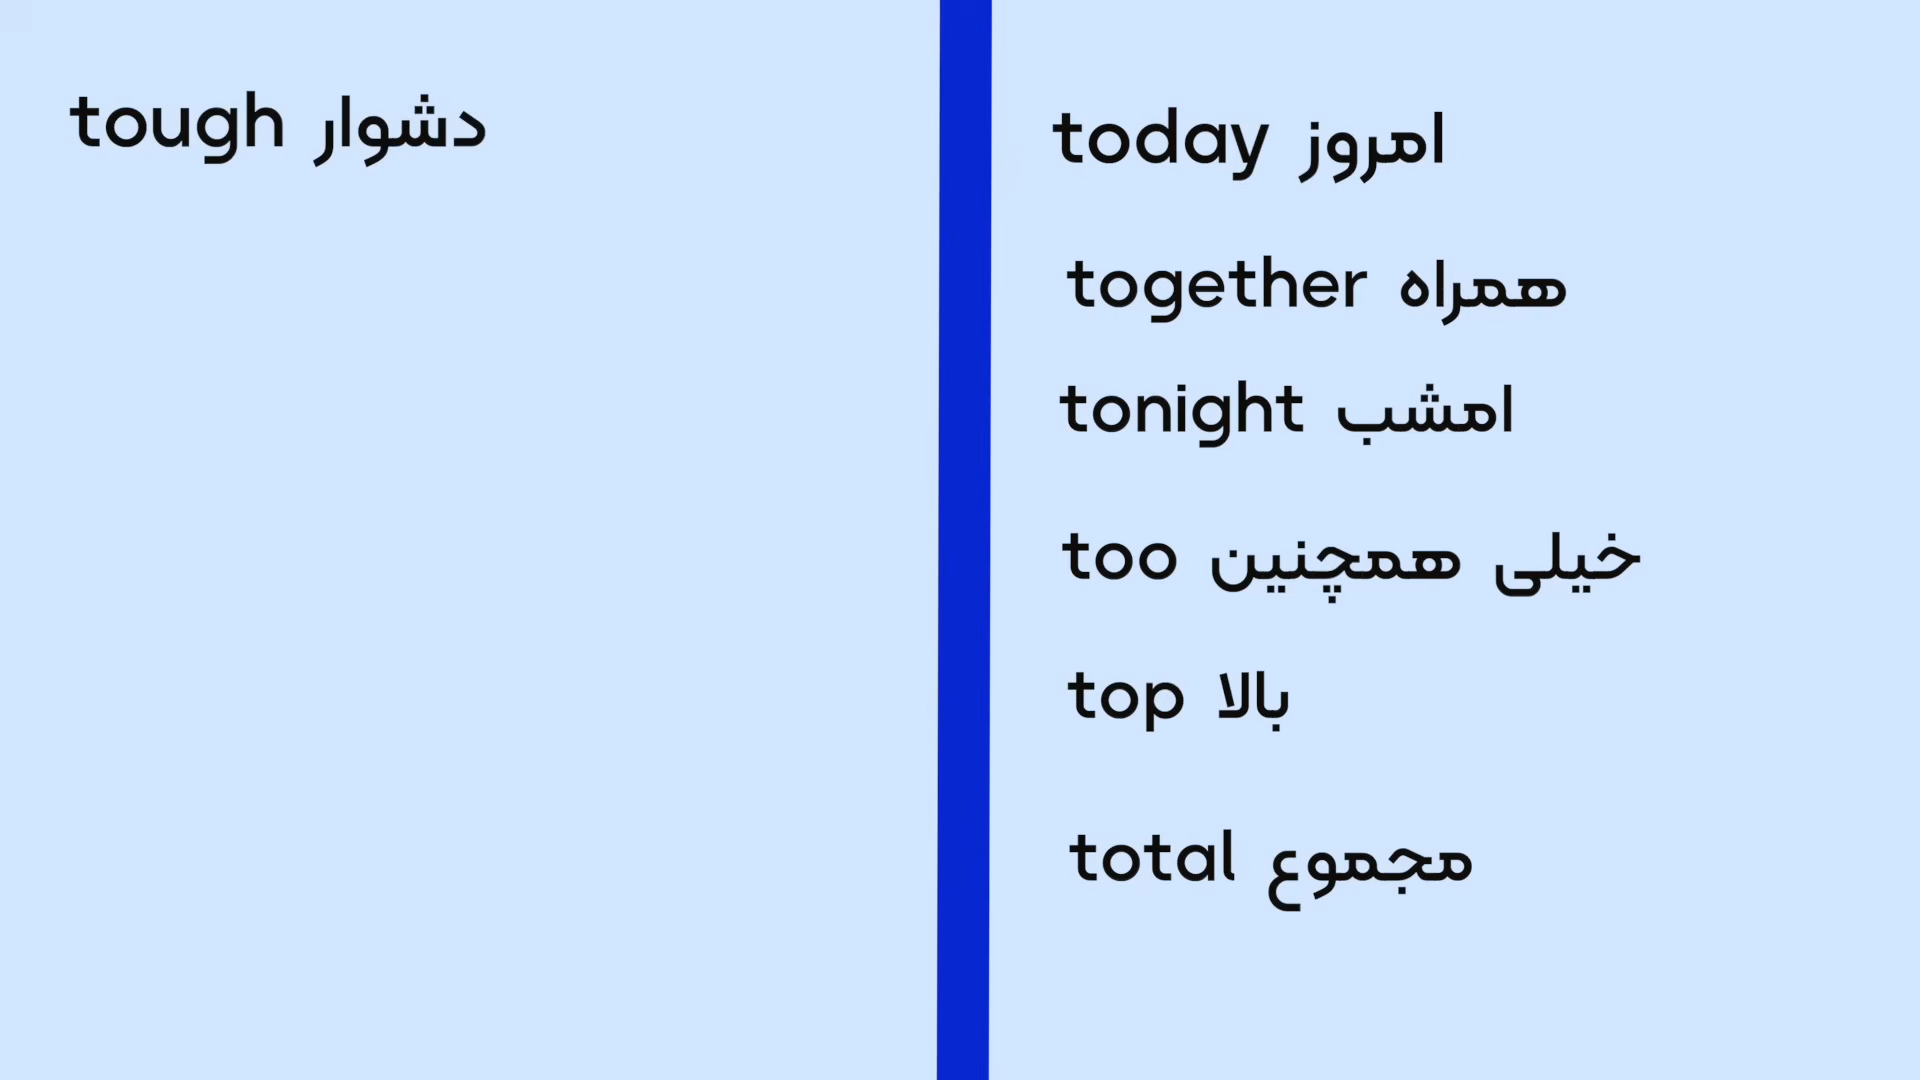 tough دشوار
today امروز
together همراه
tonight امشب
too خیلی همچنین
top بالا
total مجموع